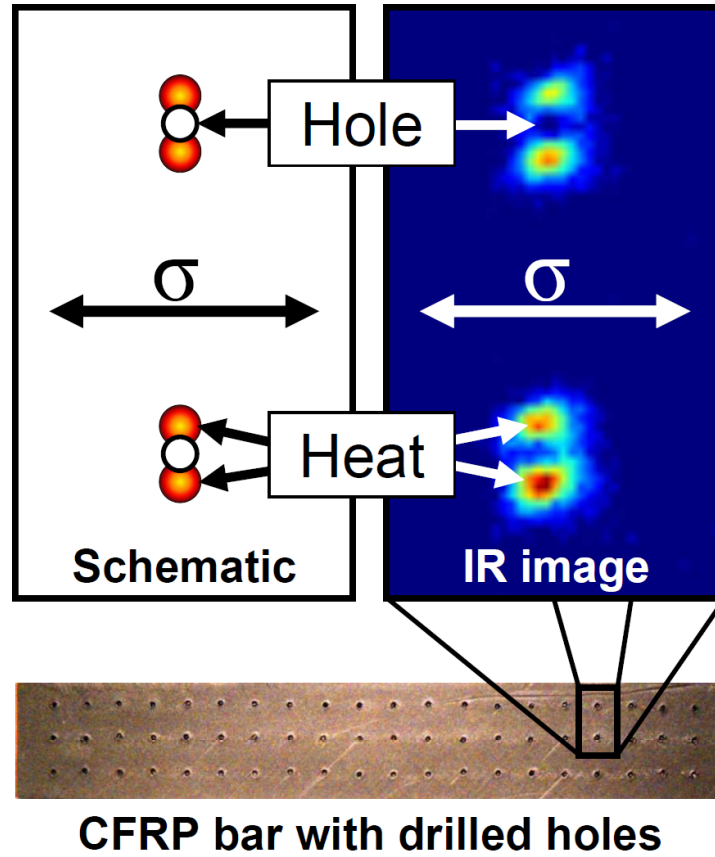 Hole
σ σ
Heat
Schematic IR image
CFRP bar with drilled holes